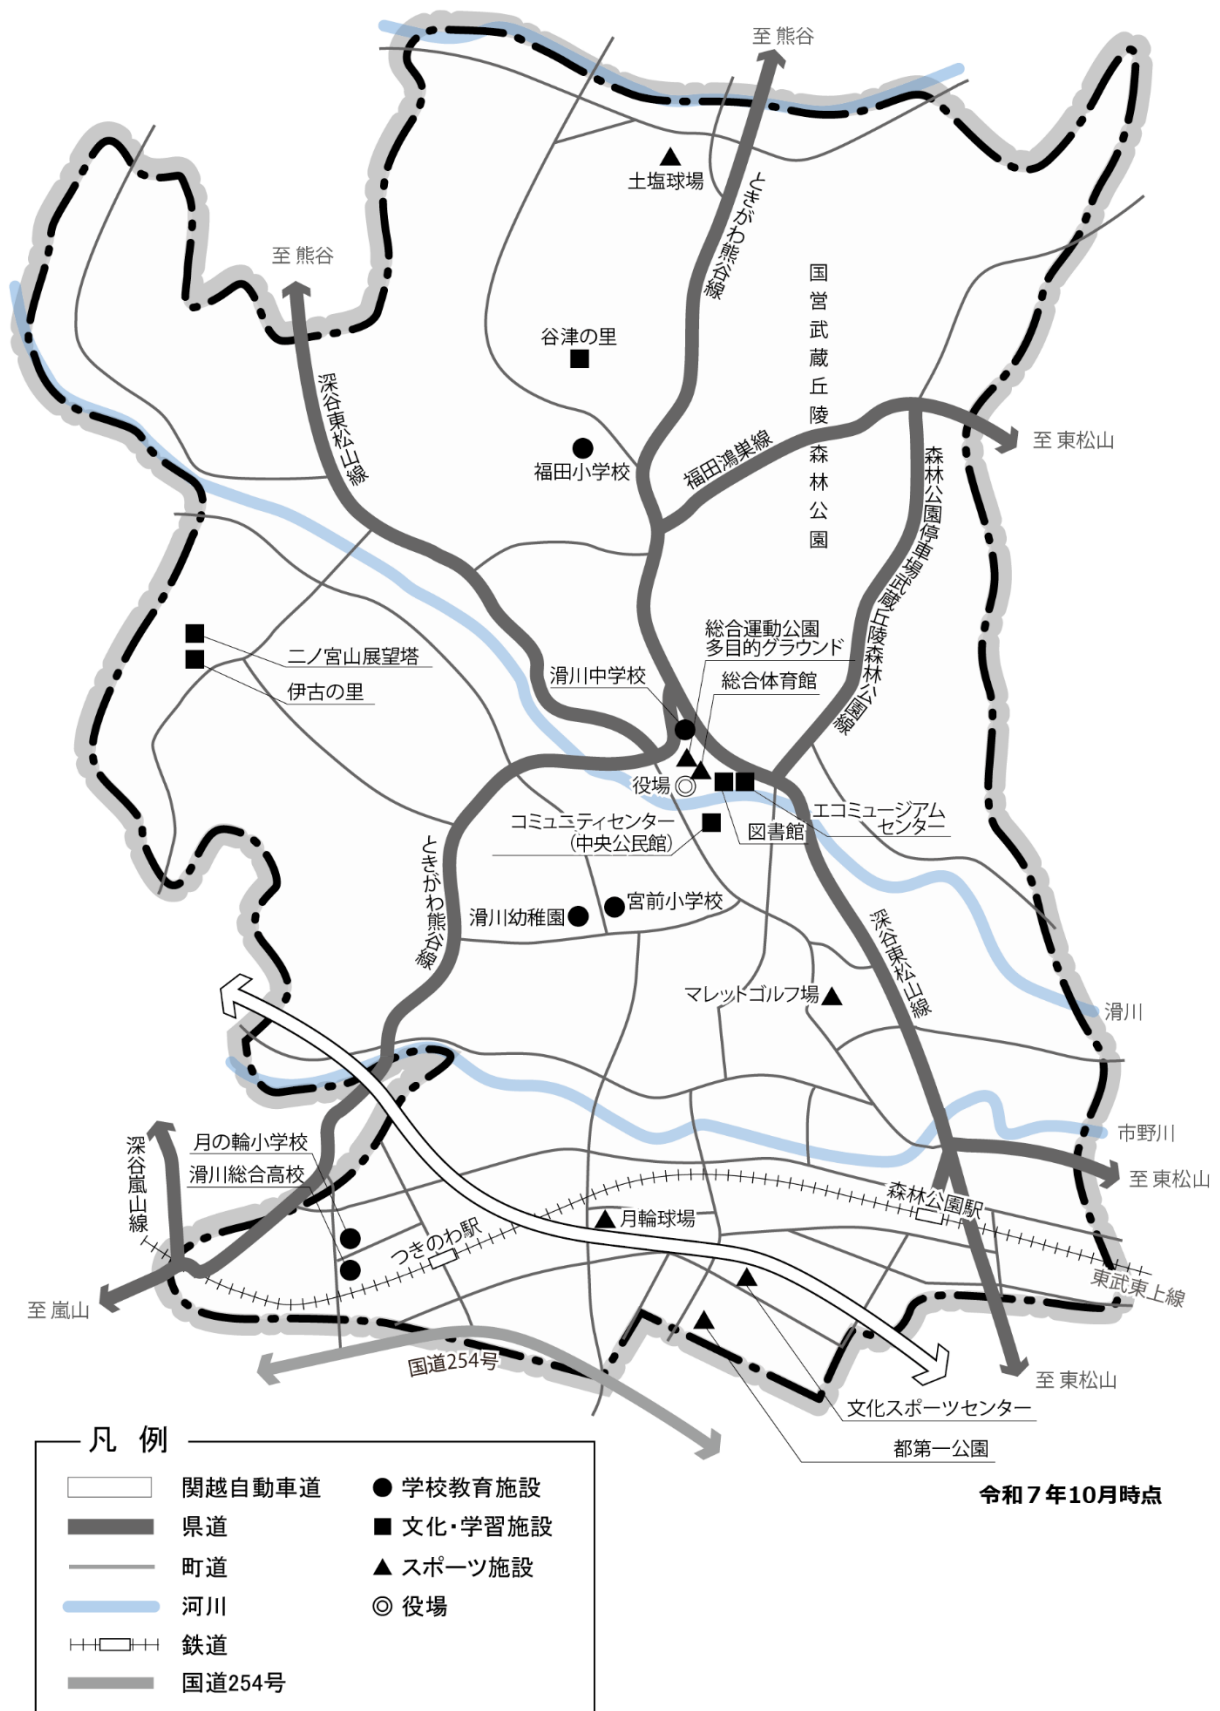 至 熊谷
土塩球場
ときがわ熊谷線
至 熊谷
国営武蔵丘陵森林公園
谷津の里
深谷東松山線
福田小学校
福田鴻巣線
至 東松山
森林公園停車場武蔵丘陵森林公園線
二ノ宮山展望塔
伊古の里
総合運動公園
多目的グラウンド
滑川中学校
総合体育館
役場
エコミュージアム
センター
図書館
コミュニティセンター
(中央公民館)
ときがわ熊谷線
滑川幼稚園
宮前小学校
深谷東松山線
マレットゴルフ場
滑川
市野川
至 東松山
深谷嵐山線
月の輪小学校
滑川総合高校
つきのわ駅
月輪球場
森林公園駅
東武東上線
至 嵐山
国道254号
至 東松山
文化スポーツセンター
都第一公園
令和7年10月時点
凡 例
関越自動車道
県道
町道
河川
鉄道
国道254号
学校教育施設
文化・学習施設
スポーツ施設
役場